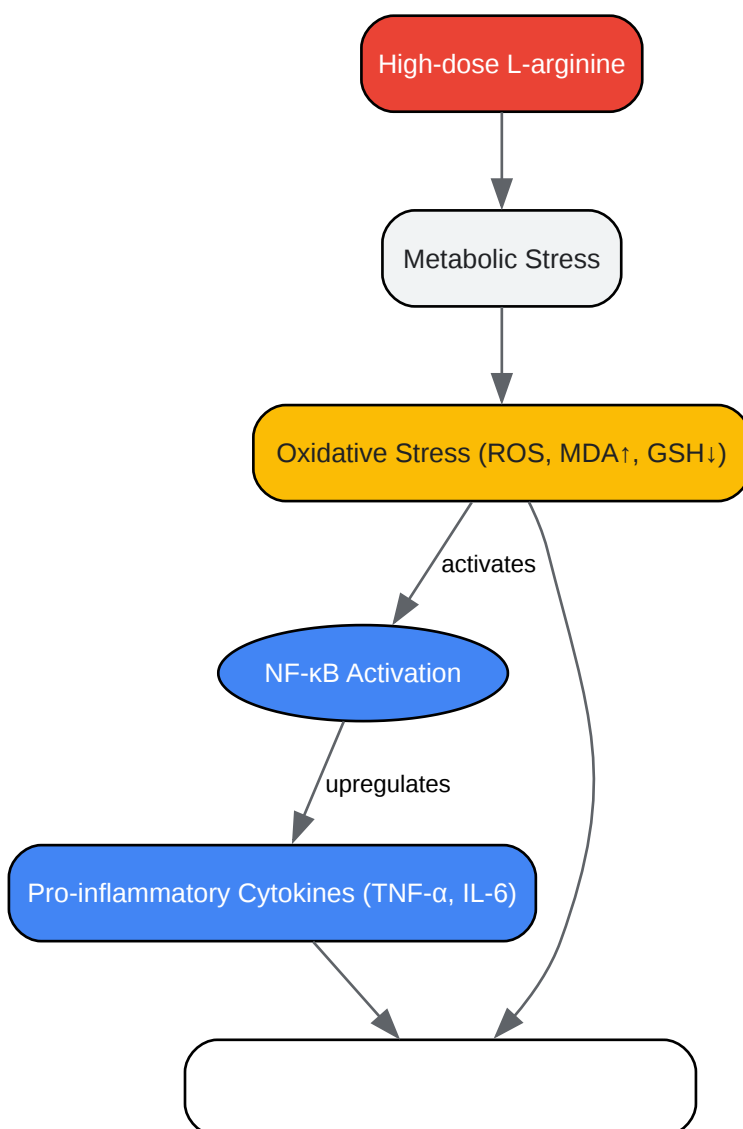 High-dose L-arginine
Metabolic Stress
Oxidative Stress (ROS, MDA↑, GSH↓)
activates
NF-κB Activation
upregulates
Pro-inflammatory Cytokines (TNF-α, IL-6)